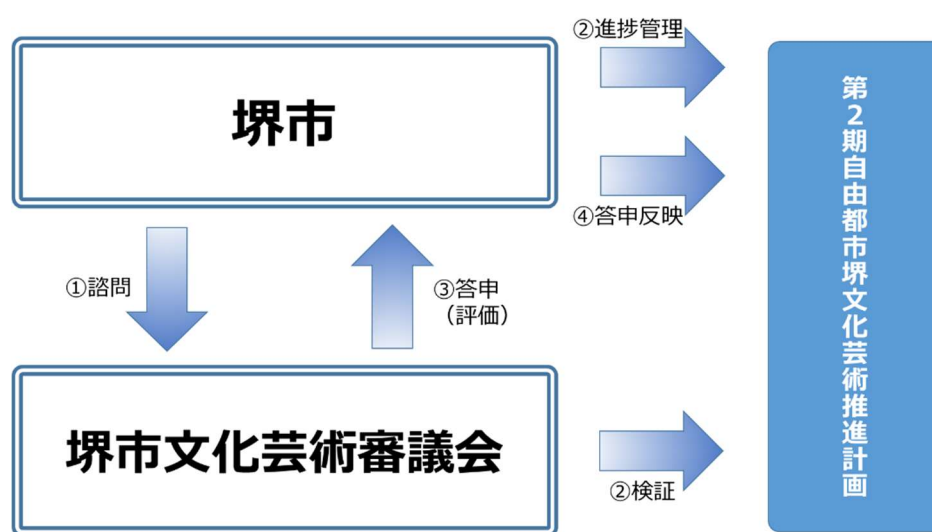 ②進捗管理
堺市
④答申反映
①諮問
③答申
（評価）
堺市文化芸術審議会
②検証
第２期自由都市堺文化芸術推進計画